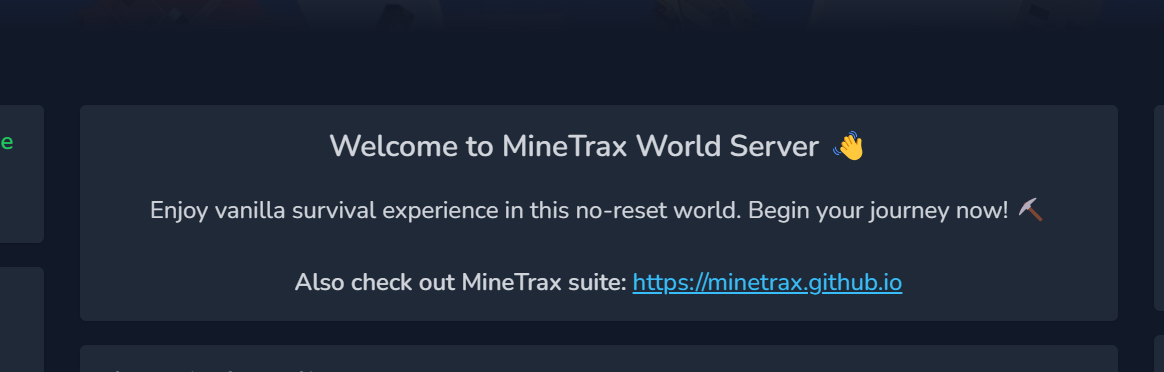 e
Welcome to MineTrax World Server 👋
Enjoy vanilla survival experience in this no-reset world. Begin your journey now! ⛏️
Also check out MineTrax suite: https://minetrax.github.io